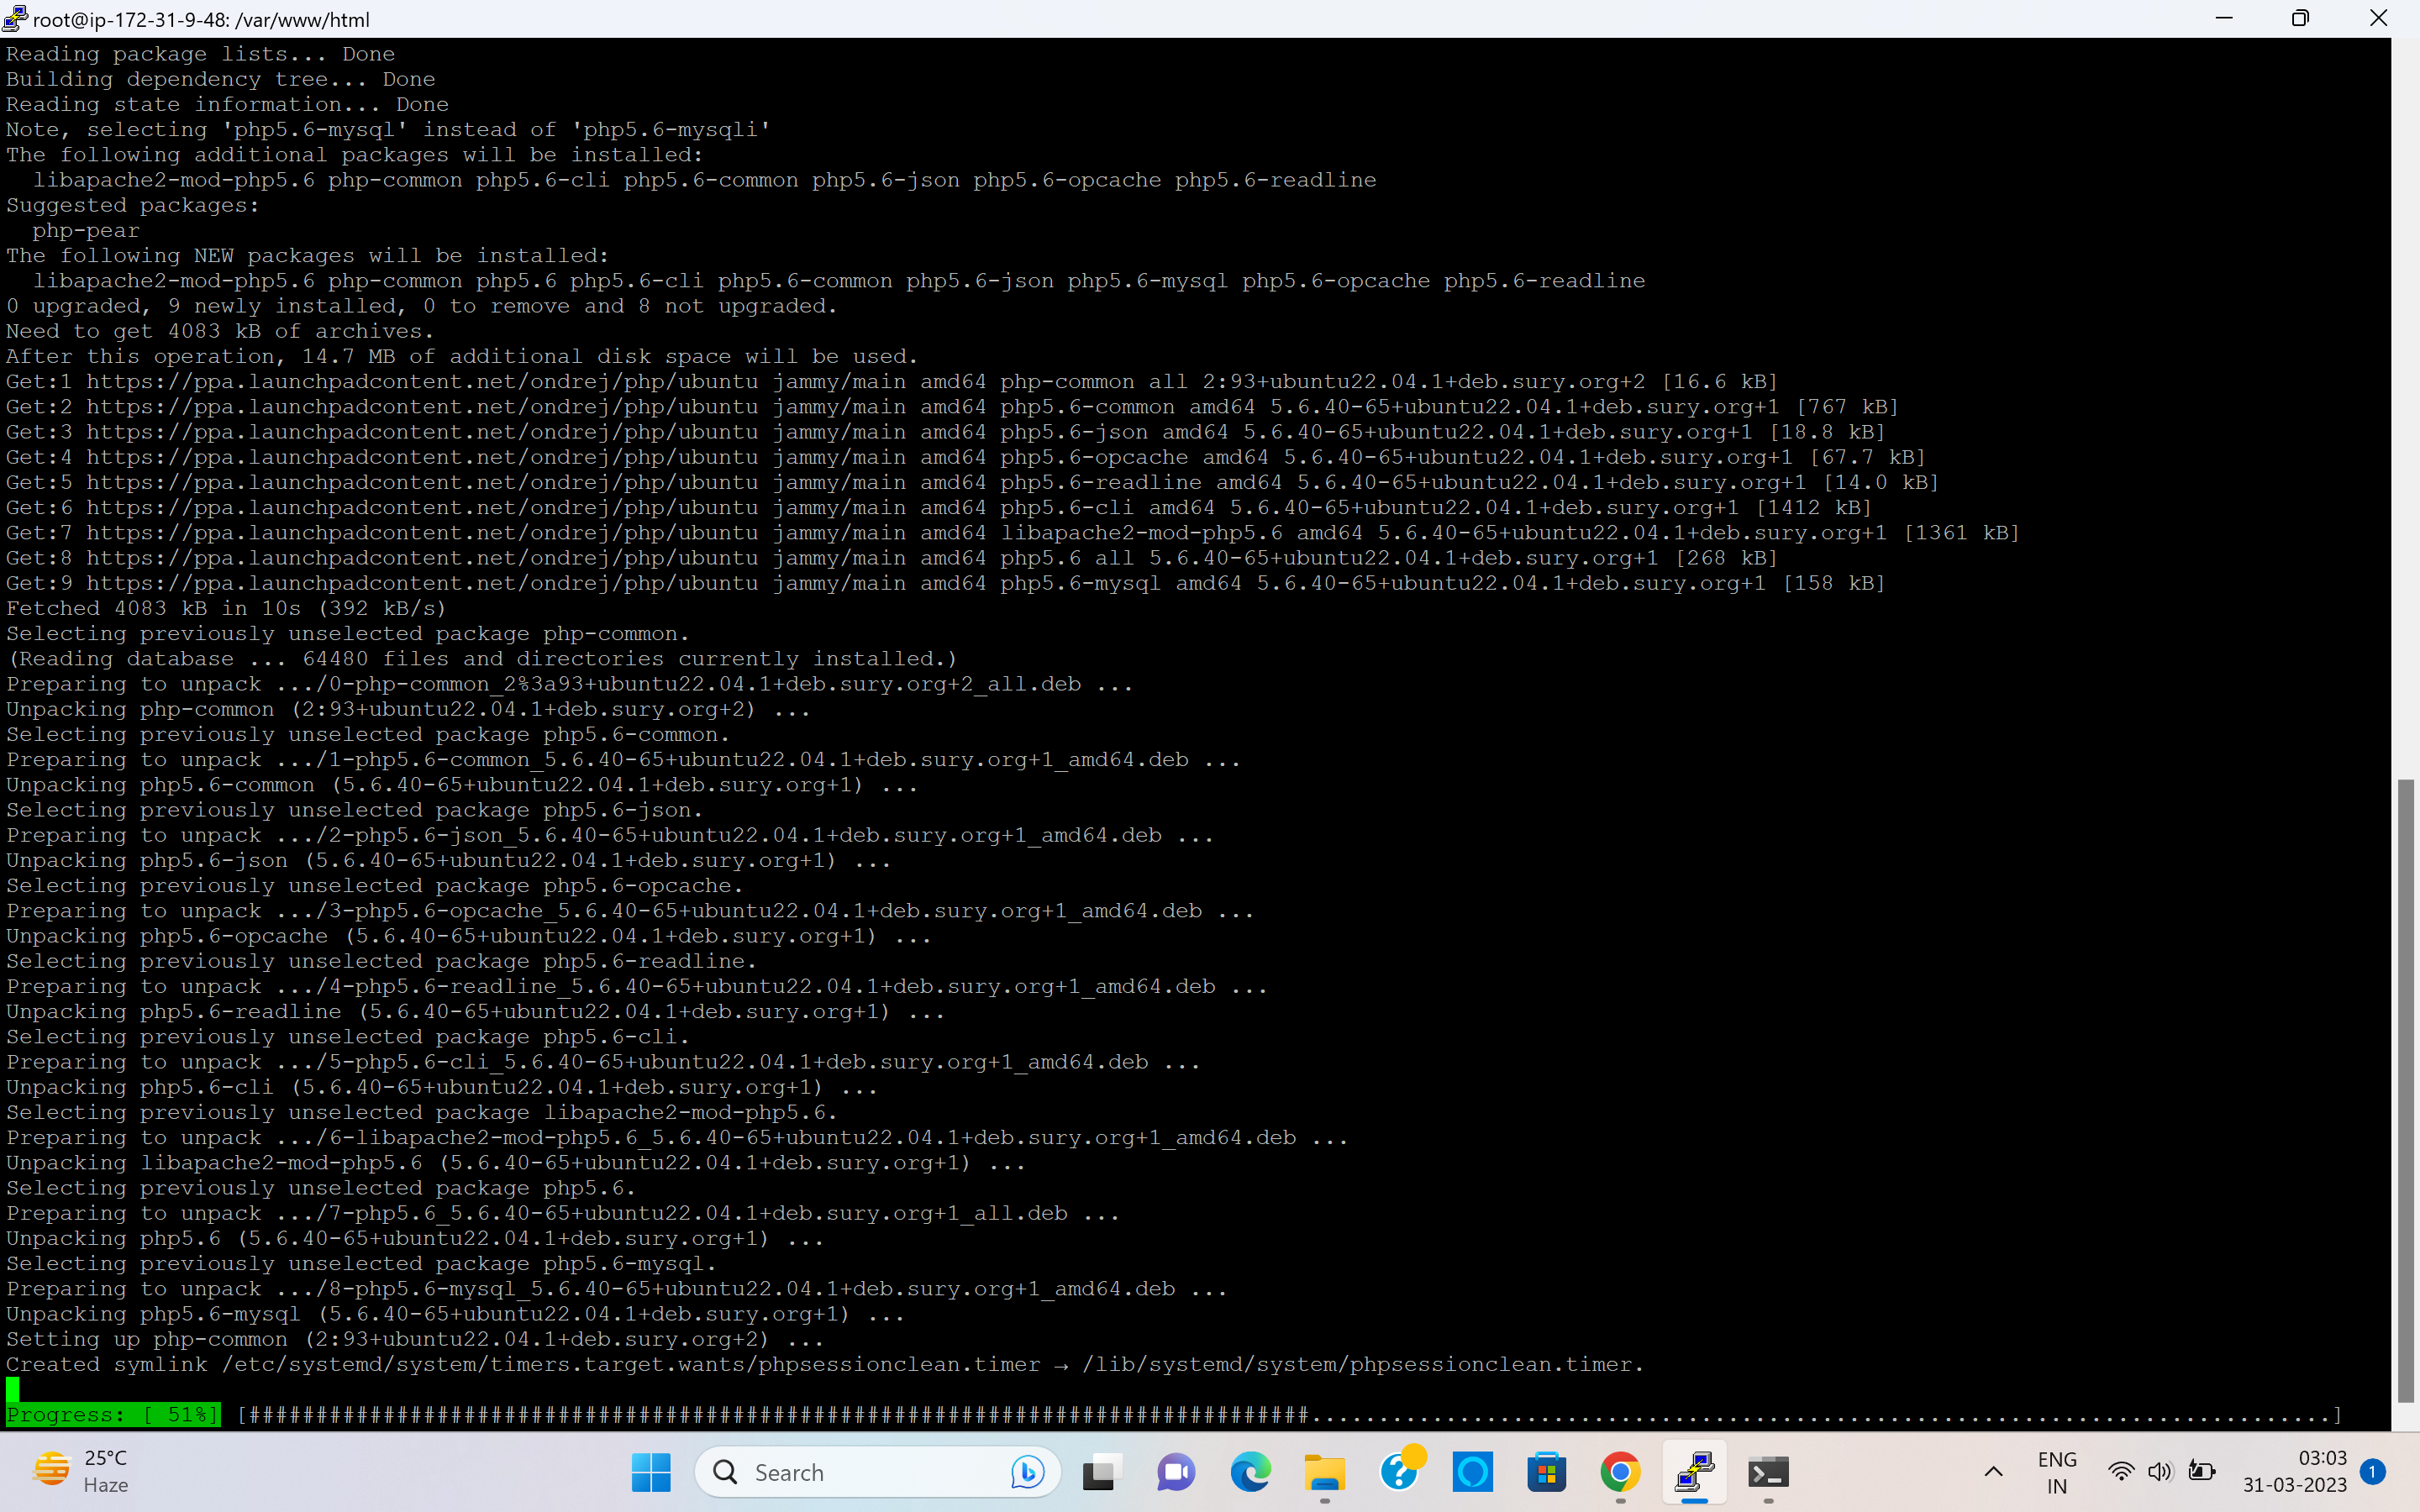 root@ip-172-31-9-48: /var/www/html
Reading package lists... Done
Building dependency tree... Done
Reading state information... Done
Note, selecting 'php5.6-mysql' instead of 'php5.6-mysqli'
The following additional packages will be installed:
  libapache2-mod-php5.6 php-common php5.6-cli php5.6-common php5.6-json php5.6-opcache php5.6-readline
Suggested packages:
  php-pear
The following NEW packages will be installed:
  libapache2-mod-php5.6 php-common php5.6 php5.6-cli php5.6-common php5.6-json php5.6-mysql php5.6-opcache php5.6-readline
0 upgraded, 9 newly installed, 0 to remove and 8 not upgraded.
Need to get 4083 kB of archives.
After this operation, 14.7 MB of additional disk space will be used.
Get:1 https://ppa.launchpadcontent.net/ondrej/php/ubuntu jammy/main amd64 php-common all 2:93+ubuntu22.04.1+deb.sury.org+2 [16.6 kB]
Get:2 https://ppa.launchpadcontent.net/ondrej/php/ubuntu jammy/main amd64 php5.6-common amd64 5.6.40-65+ubuntu22.04.1+deb.sury.org+1 [767 kB]
Get:3 https://ppa.launchpadcontent.net/ondrej/php/ubuntu jammy/main amd64 php5.6-json amd64 5.6.40-65+ubuntu22.04.1+deb.sury.org+1 [18.8 kB]
Get:4 https://ppa.launchpadcontent.net/ondrej/php/ubuntu jammy/main amd64 php5.6-opcache amd64 5.6.40-65+ubuntu22.04.1+deb.sury.org+1 [67.7 kB]
Get:5 https://ppa.launchpadcontent.net/ondrej/php/ubuntu jammy/main amd64 php5.6-readline amd64 5.6.40-65+ubuntu22.04.1+deb.sury.org+1 [14.0 kB]
Get:6 https://ppa.launchpadcontent.net/ondrej/php/ubuntu jammy/main amd64 php5.6-cli amd64 5.6.40-65+ubuntu22.04.1+deb.sury.org+1 [1412 kB]
Get:7 https://ppa.launchpadcontent.net/ondrej/php/ubuntu jammy/main amd64 libapache2-mod-php5.6 amd64 5.6.40-65+ubuntu22.04.1+deb.sury.org+1 [1361 kB]
Get:8 https://ppa.launchpadcontent.net/ondrej/php/ubuntu jammy/main amd64 php5.6 all 5.6.40-65+ubuntu22.04.1+deb.sury.org+1 [268 kB]
Get:9 https://ppa.launchpadcontent.net/ondrej/php/ubuntu jammy/main amd64 php5.6-mysql amd64 5.6.40-65+ubuntu22.04.1+deb.sury.org+1 [158 kB]
Fetched 4083 kB in 10s (392 kB/s)
Selecting previously unselected package php-common.
(Reading database ... 64480 files and directories currently installed.)
Preparing to unpack .../0-php-common_2%3a93+ubuntu22.04.1+deb.sury.org+2_all.deb ...
Unpacking php-common (2:93+ubuntu22.04.1+deb.sury.org+2) ...
Selecting previously unselected package php5.6-common.
Preparing to unpack .../1-php5.6-common_5.6.40-65+ubuntu22.04.1+deb.sury.org+1_amd64.deb ...
Unpacking php5.6-common (5.6.40-65+ubuntu22.04.1+deb.sury.org+1) ...
Selecting previously unselected package php5.6-json.
Preparing to unpack .../2-php5.6-json_5.6.40-65+ubuntu22.04.1+deb.sury.org+1_amd64.deb ...
Unpacking php5.6-json (5.6.40-65+ubuntu22.04.1+deb.sury.org+1) ...
Selecting previously unselected package php5.6-opcache.
Preparing to unpack .../3-php5.6-opcache_5.6.40-65+ubuntu22.04.1+deb.sury.org+1_amd64.deb ...
Unpacking php5.6-opcache (5.6.40-65+ubuntu22.04.1+deb.sury.org+1) ...
Selecting previously unselected package php5.6-readline.
Preparing to unpack .../4-php5.6-readline_5.6.40-65+ubuntu22.04.1+deb.sury.org+1_amd64.deb ...
Unpacking php5.6-readline (5.6.40-65+ubuntu22.04.1+deb.sury.org+1) ...
Selecting previously unselected package php5.6-cli.
Preparing to unpack .../5-php5.6-cli_5.6.40-65+ubuntu22.04.1+deb.sury.org+1_amd64.deb ...
Unpacking php5.6-cli (5.6.40-65+ubuntu22.04.1+deb.sury.org+1) ...
Selecting previously unselected package libapache2-mod-php5.6.
Preparing to unpack .../6-libapache2-mod-php5.6_5.6.40-65+ubuntu22.04.1+deb.sury.org+1_amd64.deb ...
Unpacking libapache2-mod-php5.6 (5.6.40-65+ubuntu22.04.1+deb.sury.org+1) ...
Selecting previously unselected package php5.6.
Preparing to unpack .../7-php5.6_5.6.40-65+ubuntu22.04.1+deb.sury.org+1_all.deb ...
Unpacking php5.6 (5.6.40-65+ubuntu22.04.1+deb.sury.org+1) ...
Selecting previously unselected package php5.6-mysql.
Preparing to unpack .../8-php5.6-mysql_5.6.40-65+ubuntu22.04.1+deb.sury.org+1_amd64.deb ...
Unpacking php5.6-mysql (5.6.40-65+ubuntu22.04.1+deb.sury.org+1) ...
Setting up php-common (2:93+ubuntu22.04.1+deb.sury.org+2) ...
Created symlink /etc/systemd/system/timers.target.wants/phpsessionclean.timer → /lib/systemd/system/phpsessionclean.timer.
Progress: [ 51%] [###############################################################################............................................................................]
25°C
Haze
Search
ENG
IN
03:03
31-03-2023
1